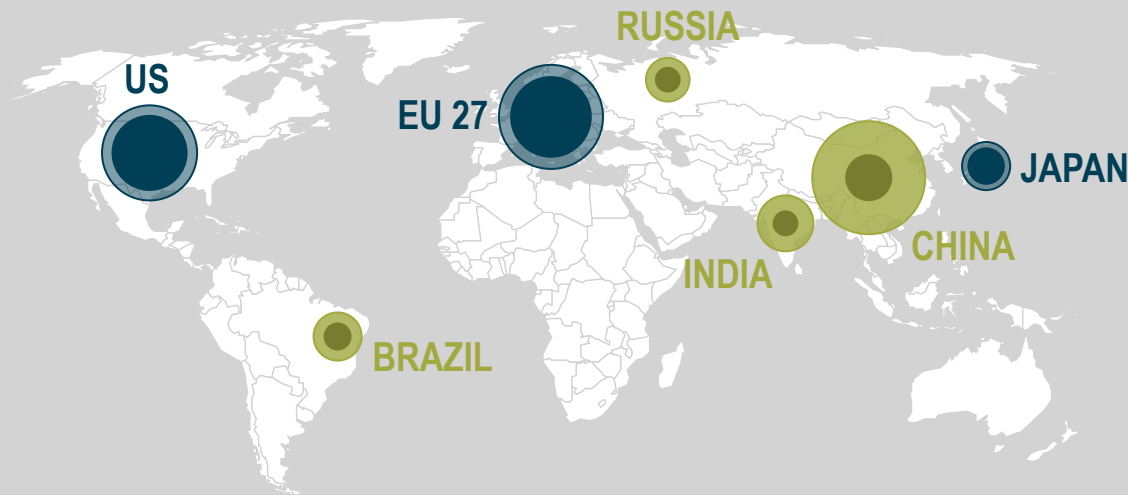 RUSSIA
US
EU 27
JAPAN
CHINA
INDIA
BRAZIL